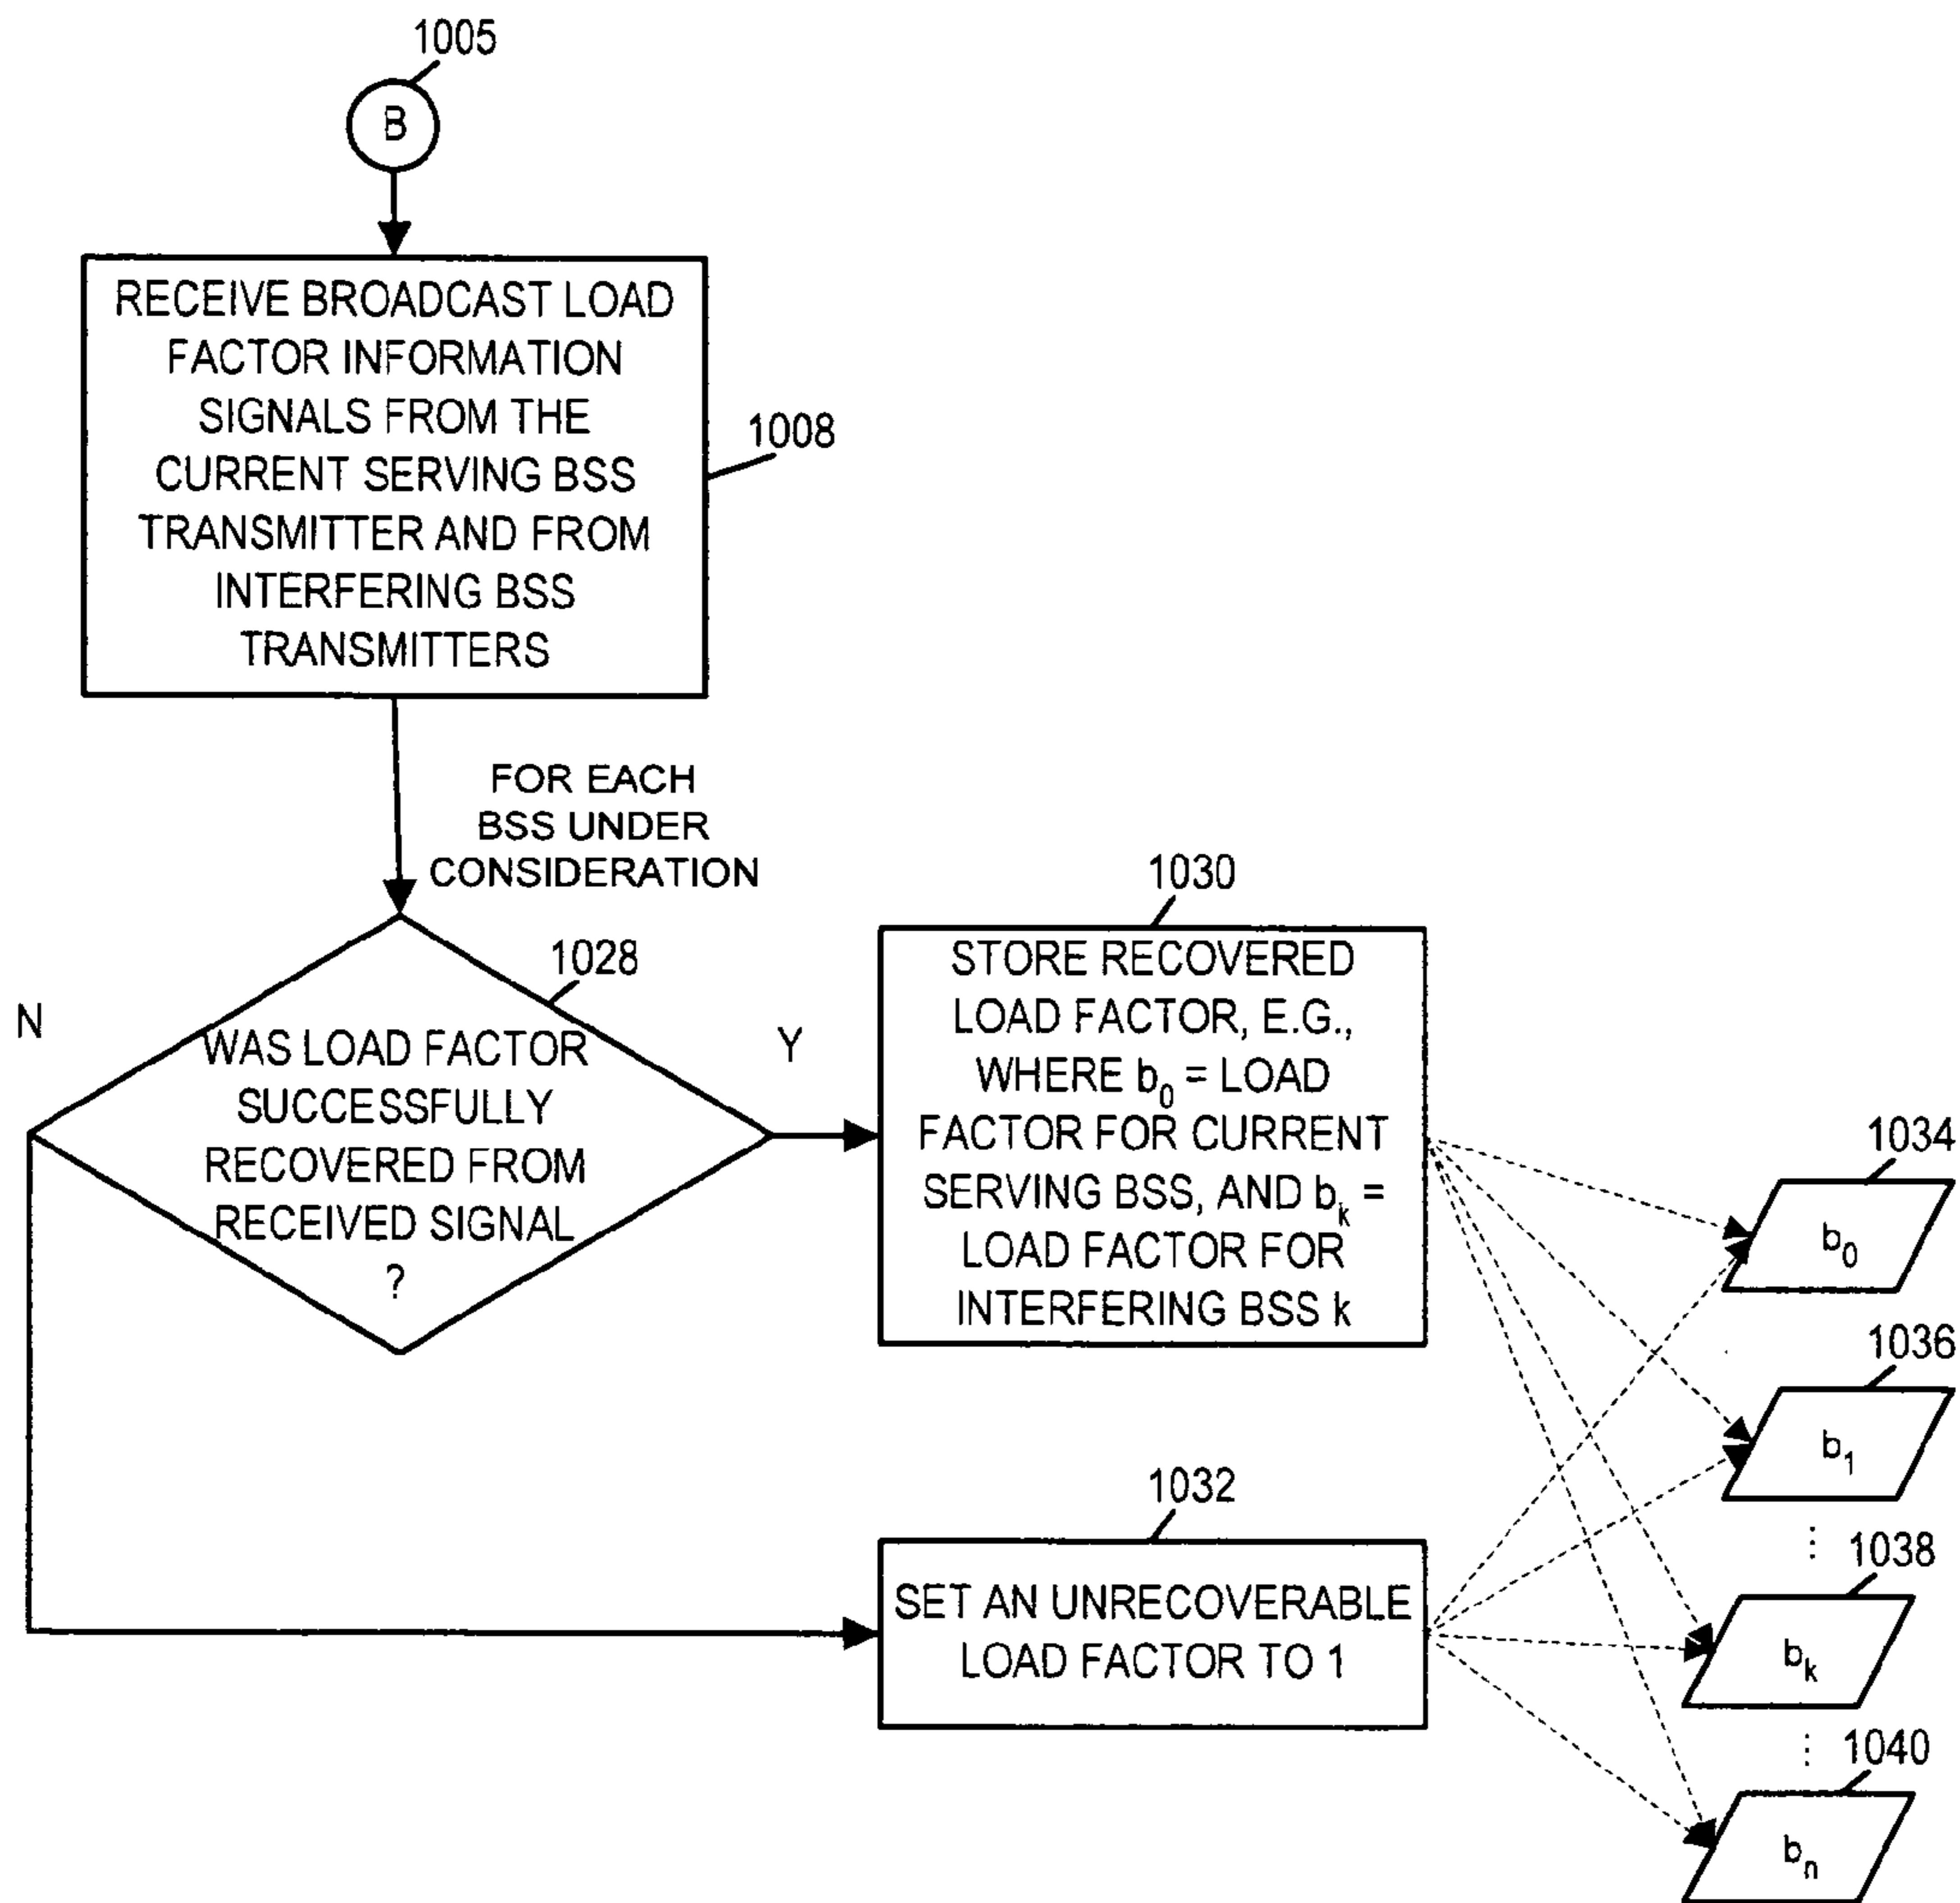 1005
B
RECEIVE BROADCAST LOAD
FACTOR INFORMATION
SIGNALS FROM THE
CURRENT SERVING BSS
TRANSMITTER AND FROM
INTERFERING BSS
TRANSMITTERS
1008
FOR EACH
BSS UNDER
CONSIDERATION
1028
N
WAS LOAD FACTOR
SUCCESSFULLY
RECOVERED FROM
RECEIVED SIGNAL
?
Y
1030
STORE RECOVERED
LOAD FACTOR, E.G.,
WHERE b₀ = LOAD
FACTOR FOR CURRENT
SERVING BSS, AND bₖ =
LOAD FACTOR FOR
INTERFERING BSS k
1032
SET AN UNRECOVERABLE
LOAD FACTOR TO 1
1034
b₀
1036
b₁
⋮
1038
bₖ
⋮
1040
bₙ